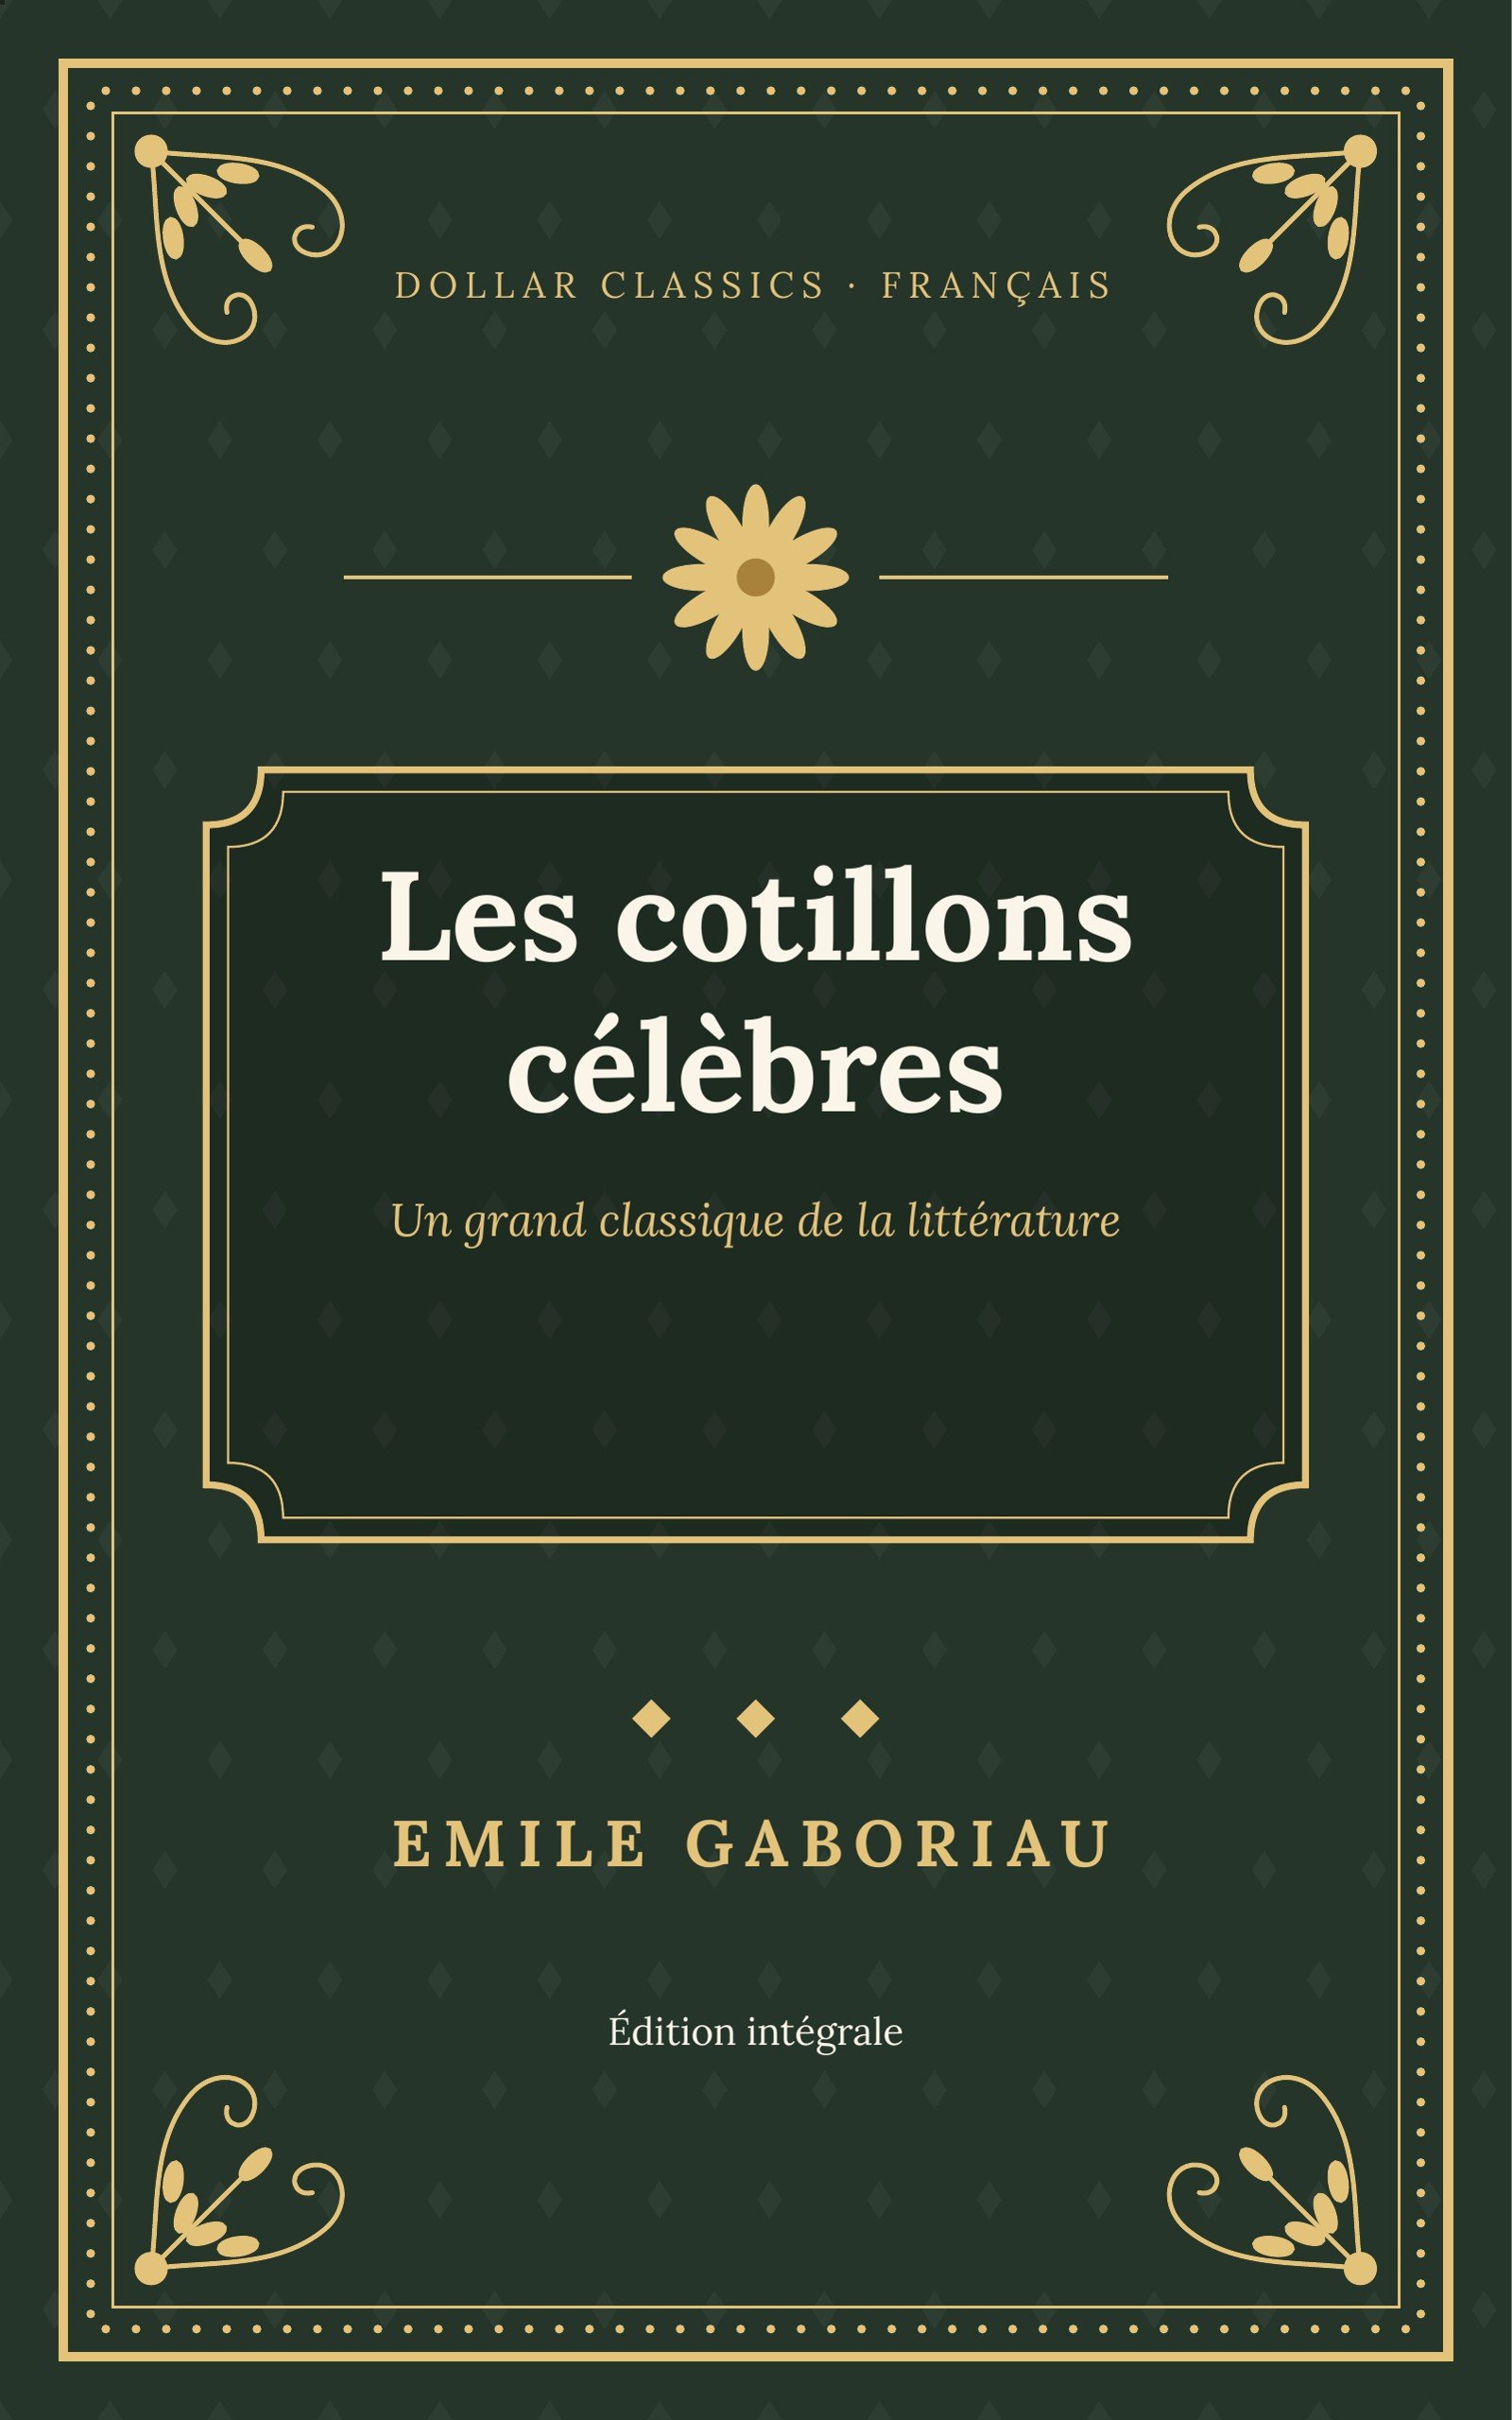 DOLLAR CLASSICS · FRANÇAIS
Les cotillons
célèbres
Un grand classique de la littérature
EMILE GABORIAU
Édition intégrale